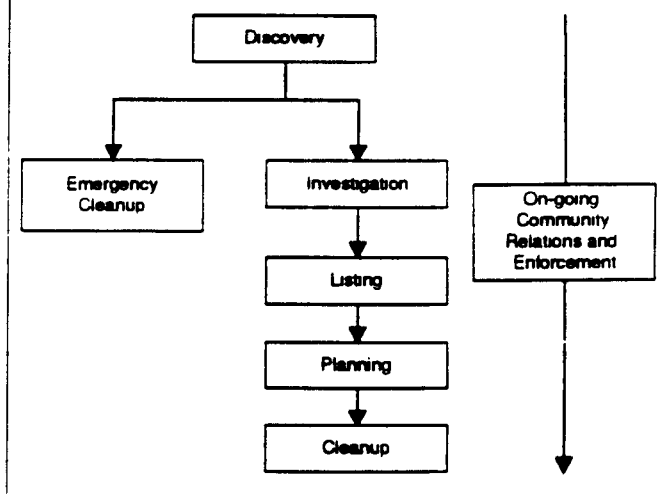 Discovery
Emergency
Cleanup
Investigation
On-going
Community
Relations and
Enforcement
Listing
Planning
Cleanup